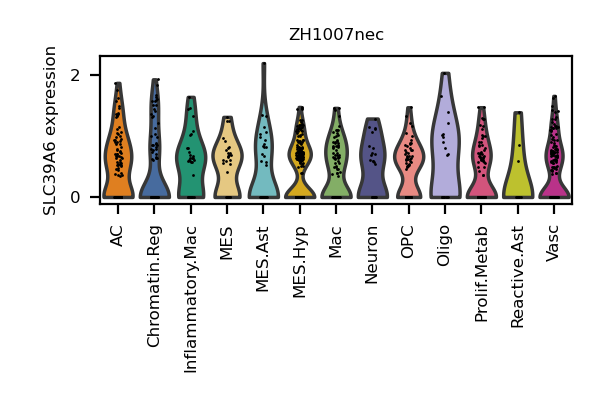 ZH1007nec
SLC39A6 expression
2
0
AC
Chromatin.Reg
Inflammatory.Mac
MES
MES.Ast
MES.Hyp
Mac
Neuron
OPC
Oligo
Prolif.Metab
Reactive.Ast
Vasc